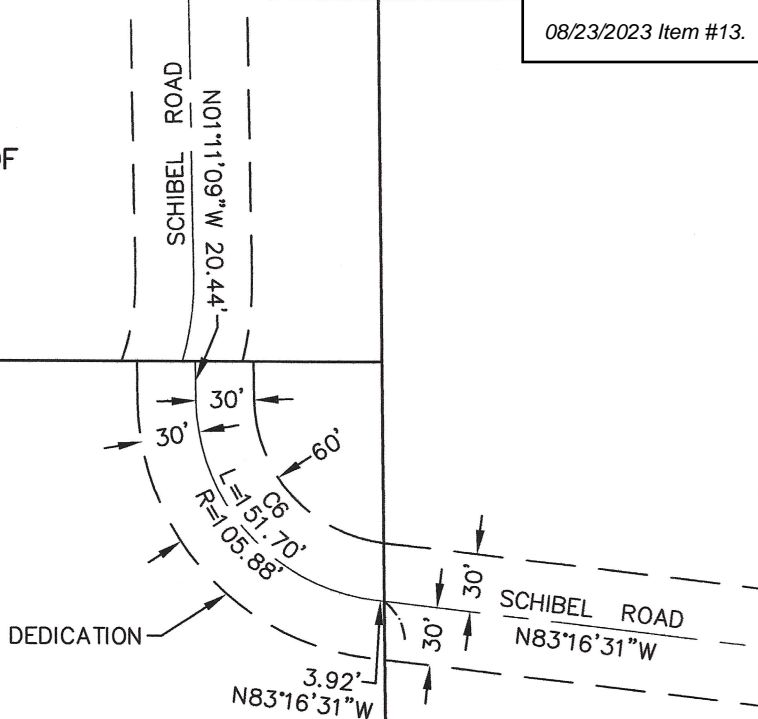 08/23/2023 Item #13.
OF
SCHIBEL ROAD
N01°11'09"W 20.44'
30'
30'
60'
C6
L=151.70'
R=105.88'
30'
SCHIBEL ROAD
N83°16'31"W
30'
DEDICATION
3.92'
N83°16'31"W